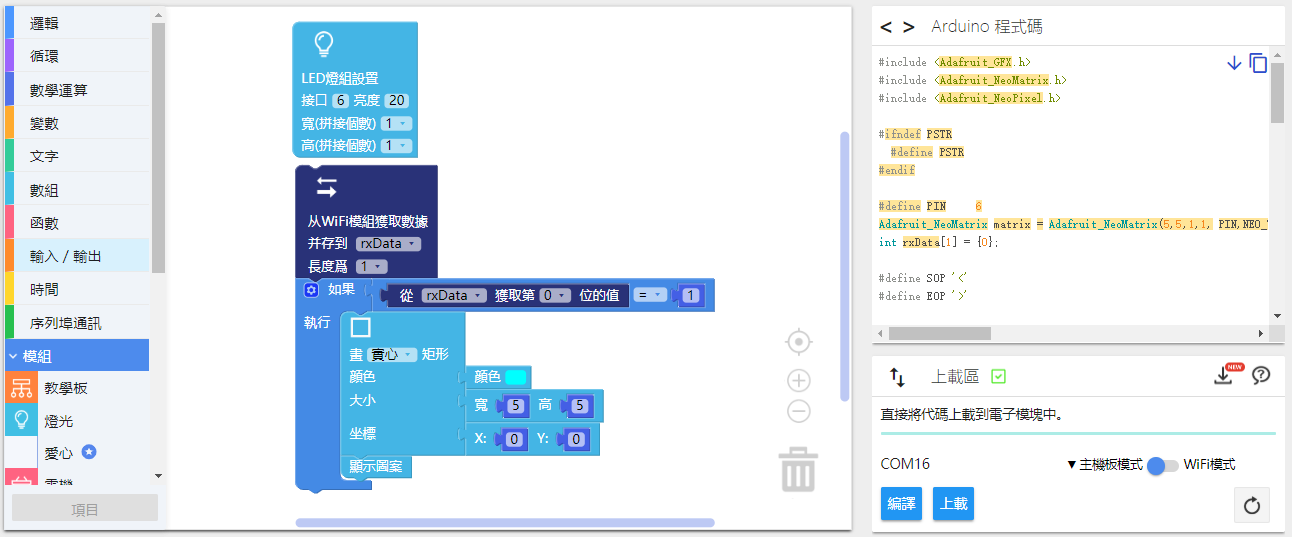 邏輯
循環
數學運算
變數
文字
數組
函數
輸入 / 輸出
時間
序列埠通訊
模組
教學板
燈光
愛心
電機
項目
LED燈組設置
接口 6 亮度 20
寬(拼接個數) 1
高(拼接個數) 1
从WiFi模組獲取數據
并存到 rxData
長度爲 1
如果 從 rxData 獲取第 0 位的值 = 1
執行
畫 實心 矩形
顏色 顏色
大小 寬 5 高 5
坐標 X: 0 Y: 0
顯示圖案
< > Arduino 程式碼
#include <Adafruit_GFX.h>
#include <Adafruit_NeoMatrix.h>
#include <Adafruit_NeoPixel.h>
#ifndef PSTR
#define PSTR
#endif
#define PIN 6
Adafruit_NeoMatrix matrix = Adafruit_NeoMatrix(5,5,1,1, PIN,NEO_
int rxData[1] = {0};
#define SOP '<'
#define EOP '>'
上載區 NEW
直接將代碼上載到電子模塊中。
COM16 ▼主機板模式 WiFi模式
編譯 上載